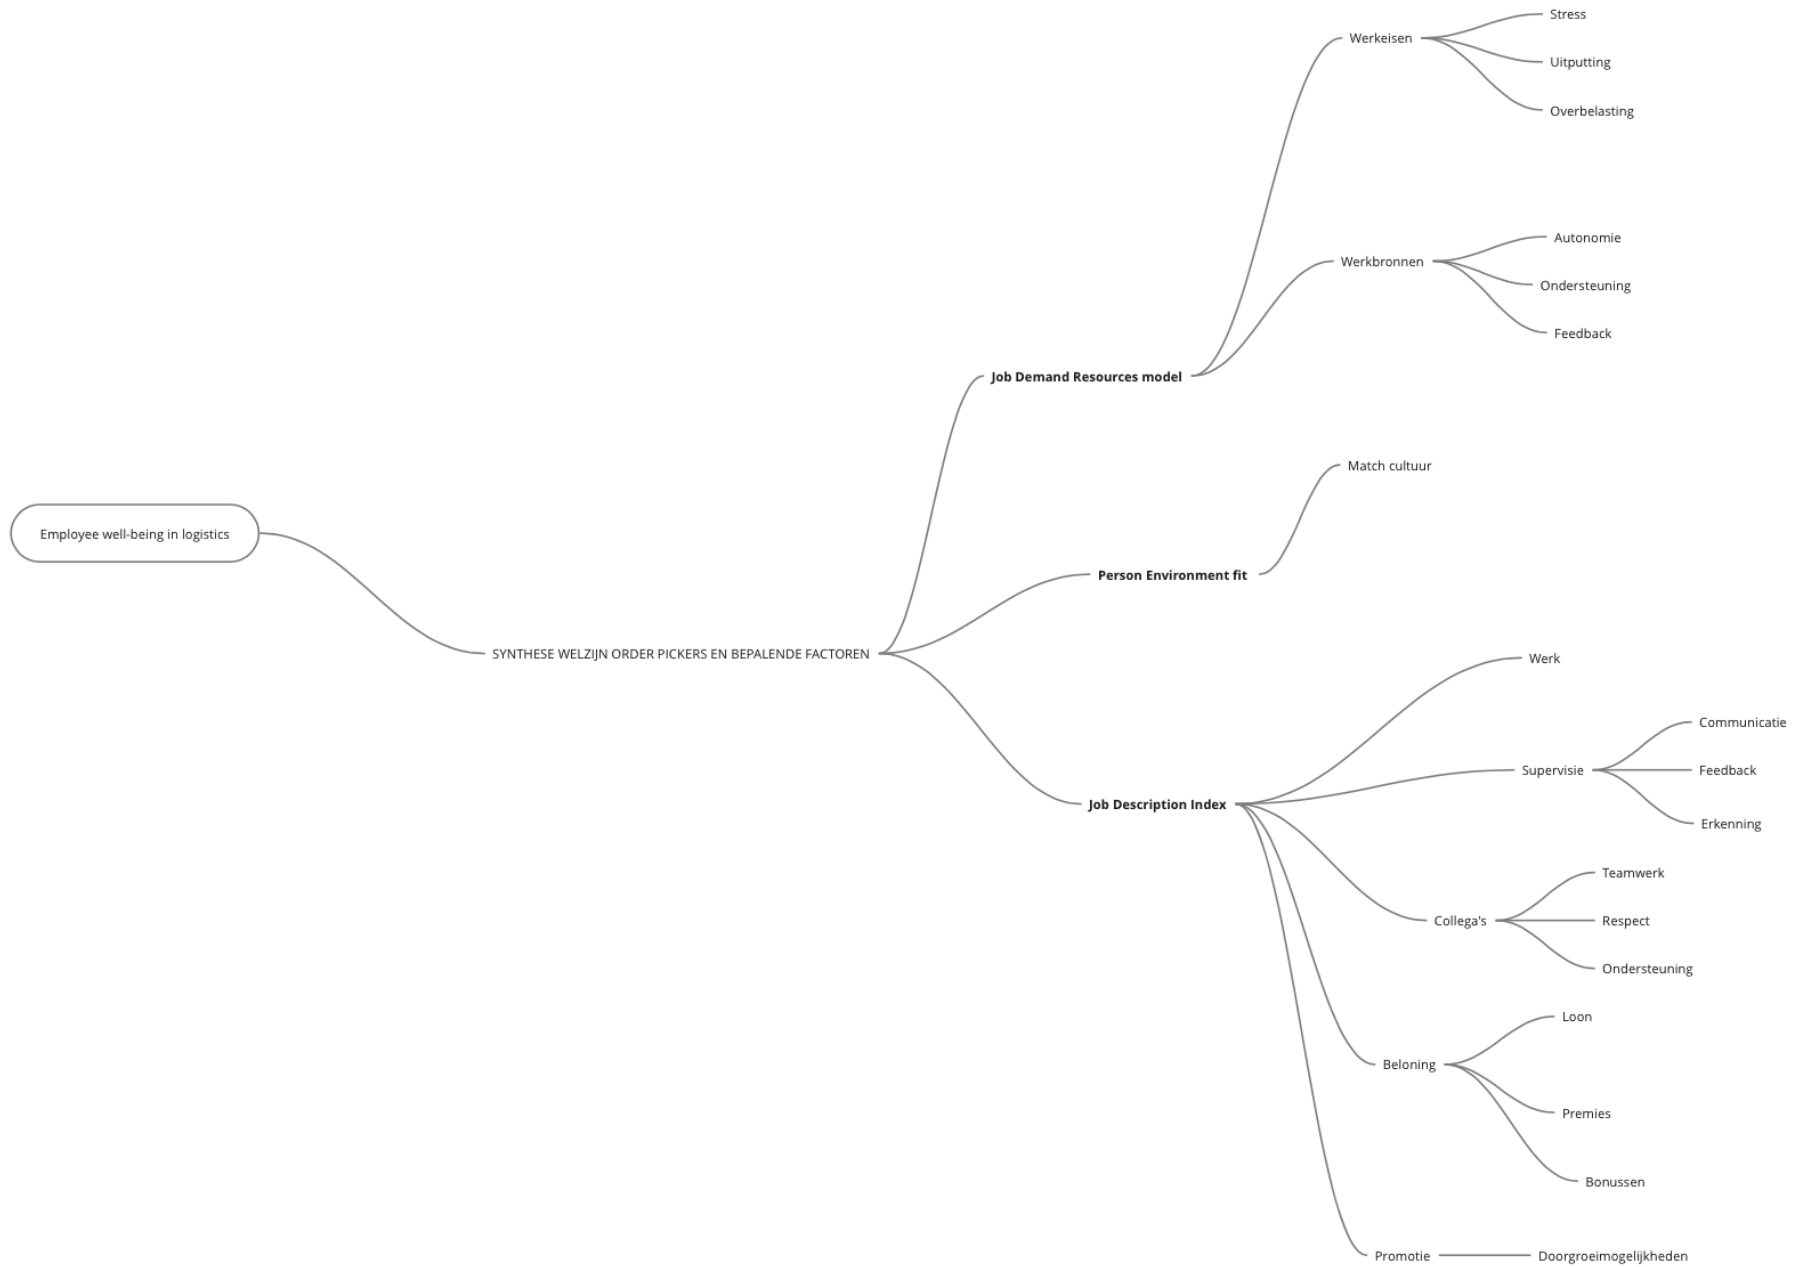 Employee well-being in logistics
SYNTHESE WELZIJN ORDER PICKERS EN BEPALENDE FACTOREN
Job Demand Resources model
Werkeisen
Stress
Uitputting
Overbelasting
Werkbronnen
Autonomie
Ondersteuning
Feedback
Person Environment fit
Match cultuur
Job Description Index
Werk
Supervisie
Communicatie
Feedback
Erkenning
Collega's
Teamwerk
Respect
Ondersteuning
Beloning
Loon
Premies
Bonussen
Promotie
Doorgroeimogelijkheden